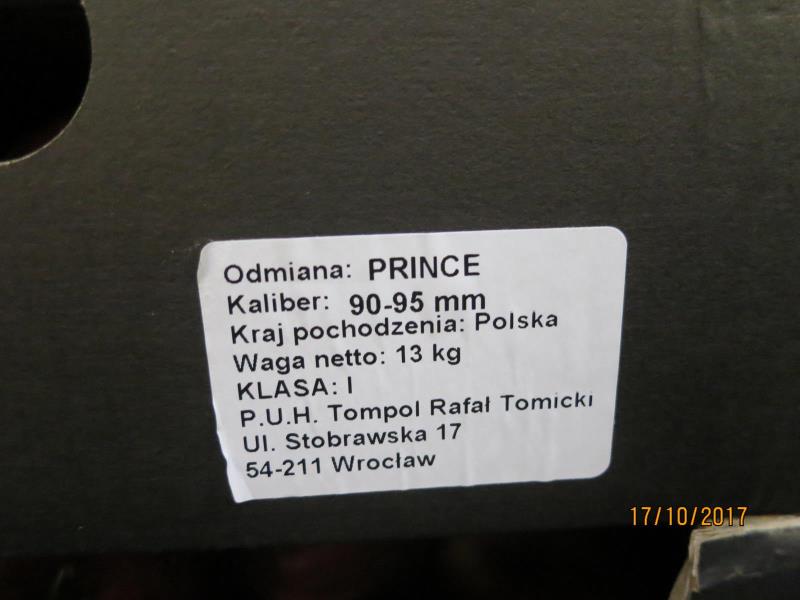 Odmiana: PRINCE
Kaliber: 90-95 mm
Kraj pochodzenia: Polska
Waga netto: 13 kg
KLASA: I
P.U.H. Tompol Rafał Tomicki
Ul. Stobrawska 17
54-211 Wrocław
17/10/2017